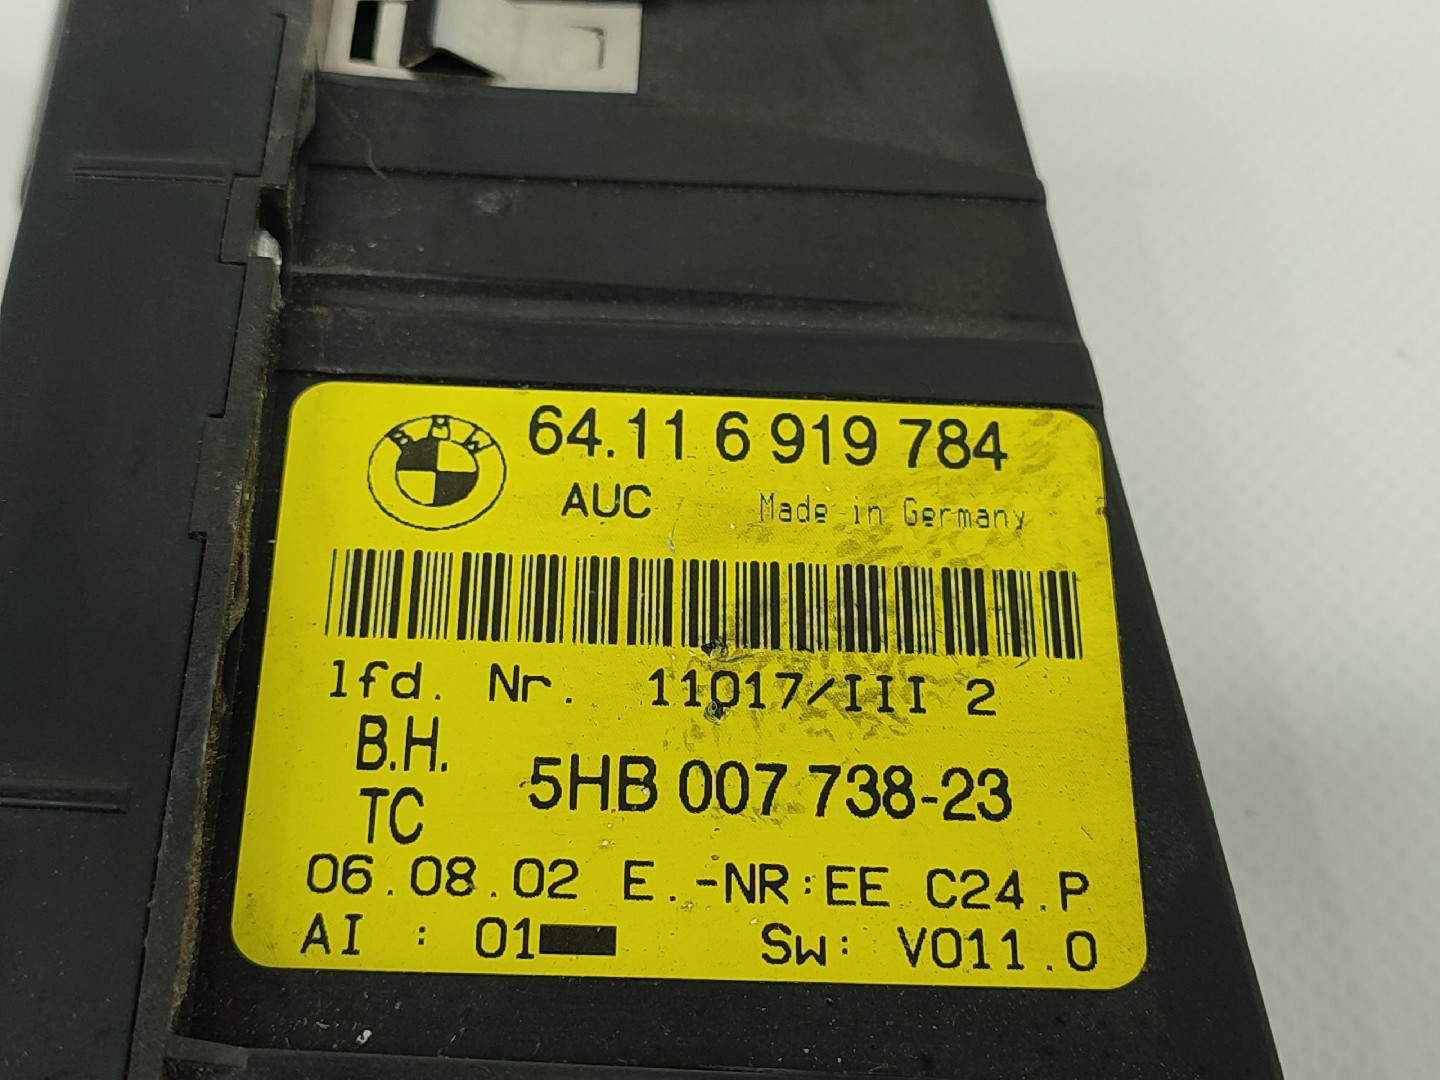 BMW 64.11 6 919 784
AUC Made in Germany
lfd. Nr. 11017/III 2
B.H.
TC 5HB 007 738-23
06.08.02 E.-NR:EE C24.P
AI : 01 Sw: V011.0